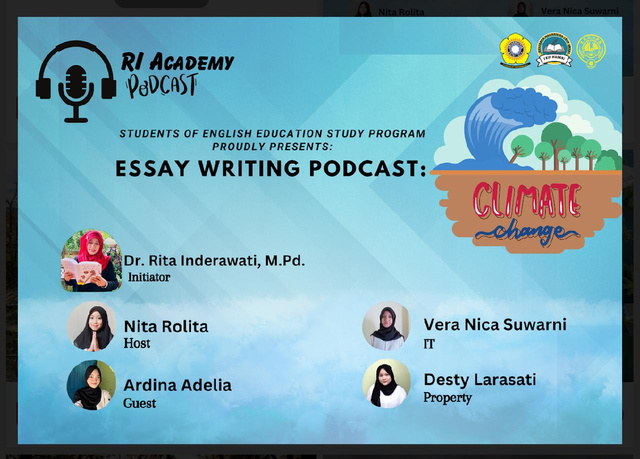 Nita Rolita
Vera Nica Suwarni
RI ACADEMY
PODCAST
STUDENTS OF ENGLISH EDUCATION STUDY PROGRAM
PROUDLY PRESENTS:
ESSAY WRITING PODCAST:
CLIMATE
change
Dr. Rita Inderawati, M.Pd.
Initiator
Nita Rolita
Host
Vera Nica Suwarni
IT
Ardina Adelia
Guest
Desty Larasati
Property